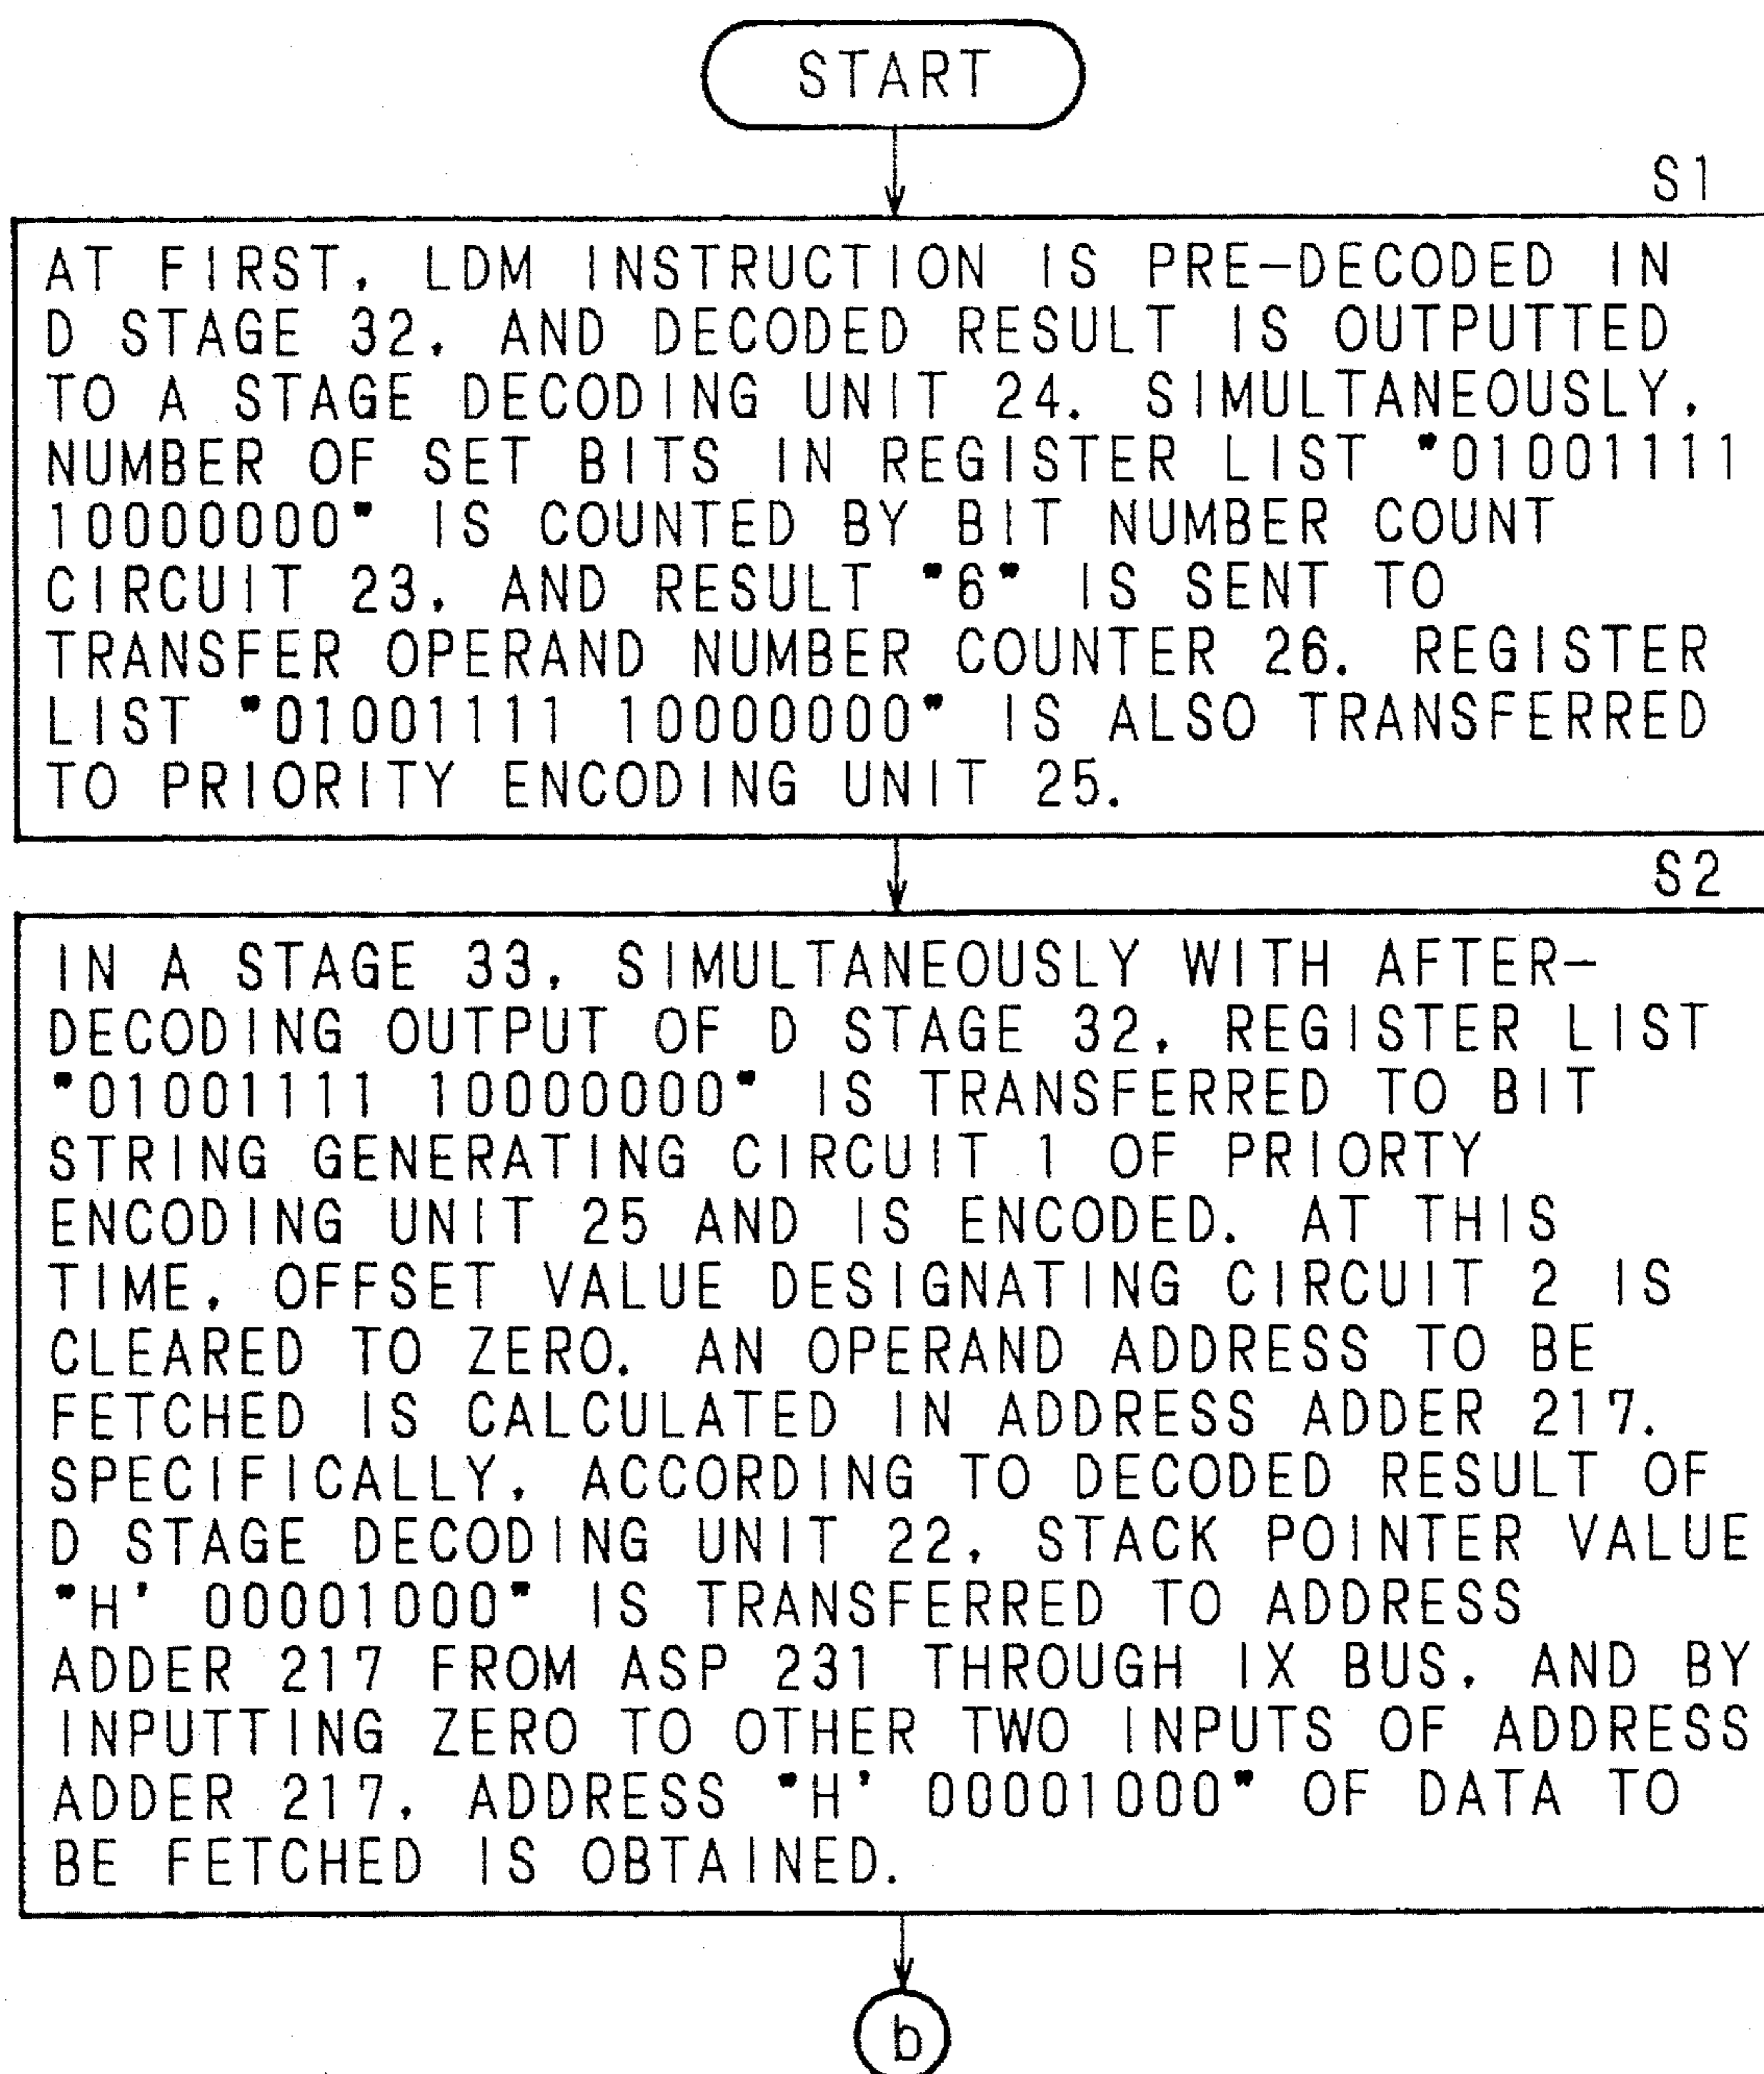 START
S1
AT FIRST, LDM INSTRUCTION IS PRE-DECODED IN
D STAGE 32, AND DECODED RESULT IS OUTPUTTED
TO A STAGE DECODING UNIT 24. SIMULTANEOUSLY,
NUMBER OF SET BITS IN REGISTER LIST "01001111
10000000" IS COUNTED BY BIT NUMBER COUNT
CIRCUIT 23, AND RESULT "6" IS SENT TO
TRANSFER OPERAND NUMBER COUNTER 26. REGISTER
LIST "01001111 10000000" IS ALSO TRANSFERRED
TO PRIORITY ENCODING UNIT 25.
S2
IN A STAGE 33, SIMULTANEOUSLY WITH AFTER-
DECODING OUTPUT OF D STAGE 32, REGISTER LIST
"01001111 10000000" IS TRANSFERRED TO BIT
STRING GENERATING CIRCUIT 1 OF PRIORTY
ENCODING UNIT 25 AND IS ENCODED. AT THIS
TIME, OFFSET VALUE DESIGNATING CIRCUIT 2 IS
CLEARED TO ZERO. AN OPERAND ADDRESS TO BE
FETCHED IS CALCULATED IN ADDRESS ADDER 217.
SPECIFICALLY, ACCORDING TO DECODED RESULT OF
D STAGE DECODING UNIT 22, STACK POINTER VALUE
"H' 00001000" IS TRANSFERRED TO ADDRESS
ADDER 217 FROM ASP 231 THROUGH IX BUS, AND BY
INPUTTING ZERO TO OTHER TWO INPUTS OF ADDRESS
ADDER 217, ADDRESS "H' 00001000" OF DATA TO
BE FETCHED IS OBTAINED.
b